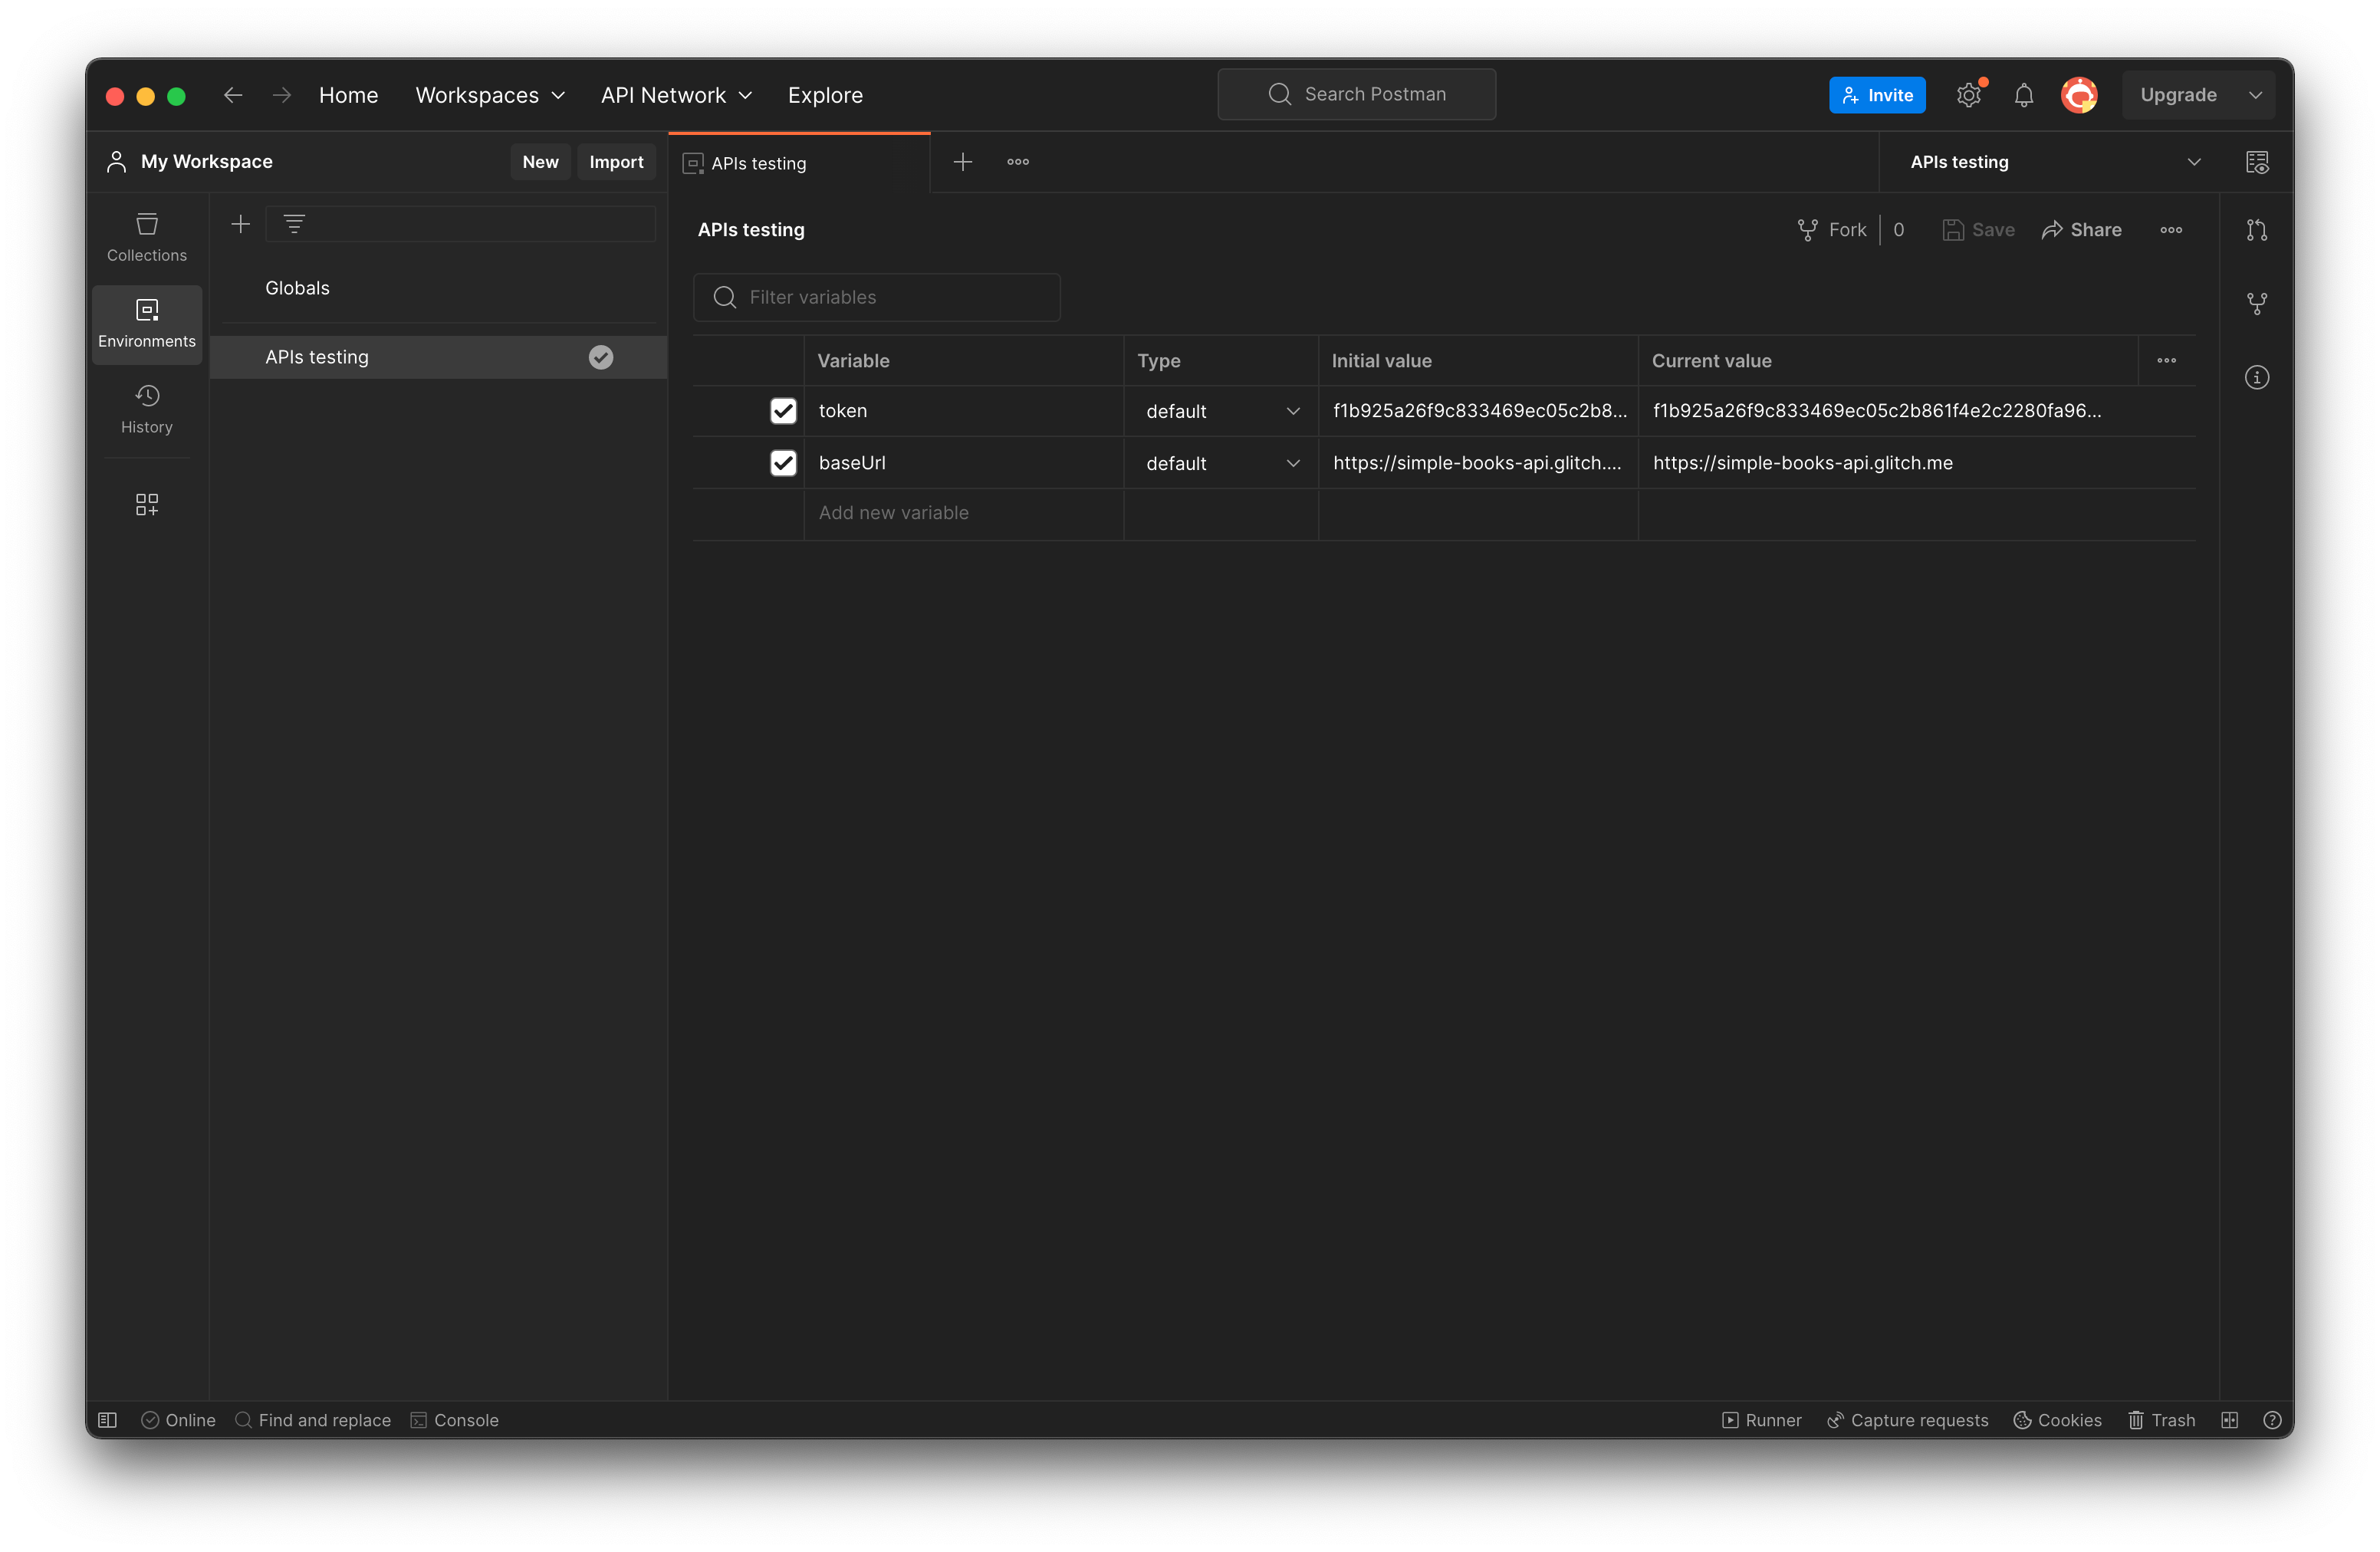 Home Workspaces API Network Explore Search Postman Invite Upgrade
My Workspace New Import APIs testing APIs testing
Collections
Environments
History
Globals
APIs testing
APIs testing Fork 0 Save Share
Filter variables
Variable Type Initial value Current value
token default f1b925a26f9c833469ec05c2b8... f1b925a26f9c833469ec05c2b861f4e2c2280fa96...
baseUrl default https://simple-books-api.glitch.... https://simple-books-api.glitch.me
Add new variable
Online Find and replace Console Runner Capture requests Cookies Trash